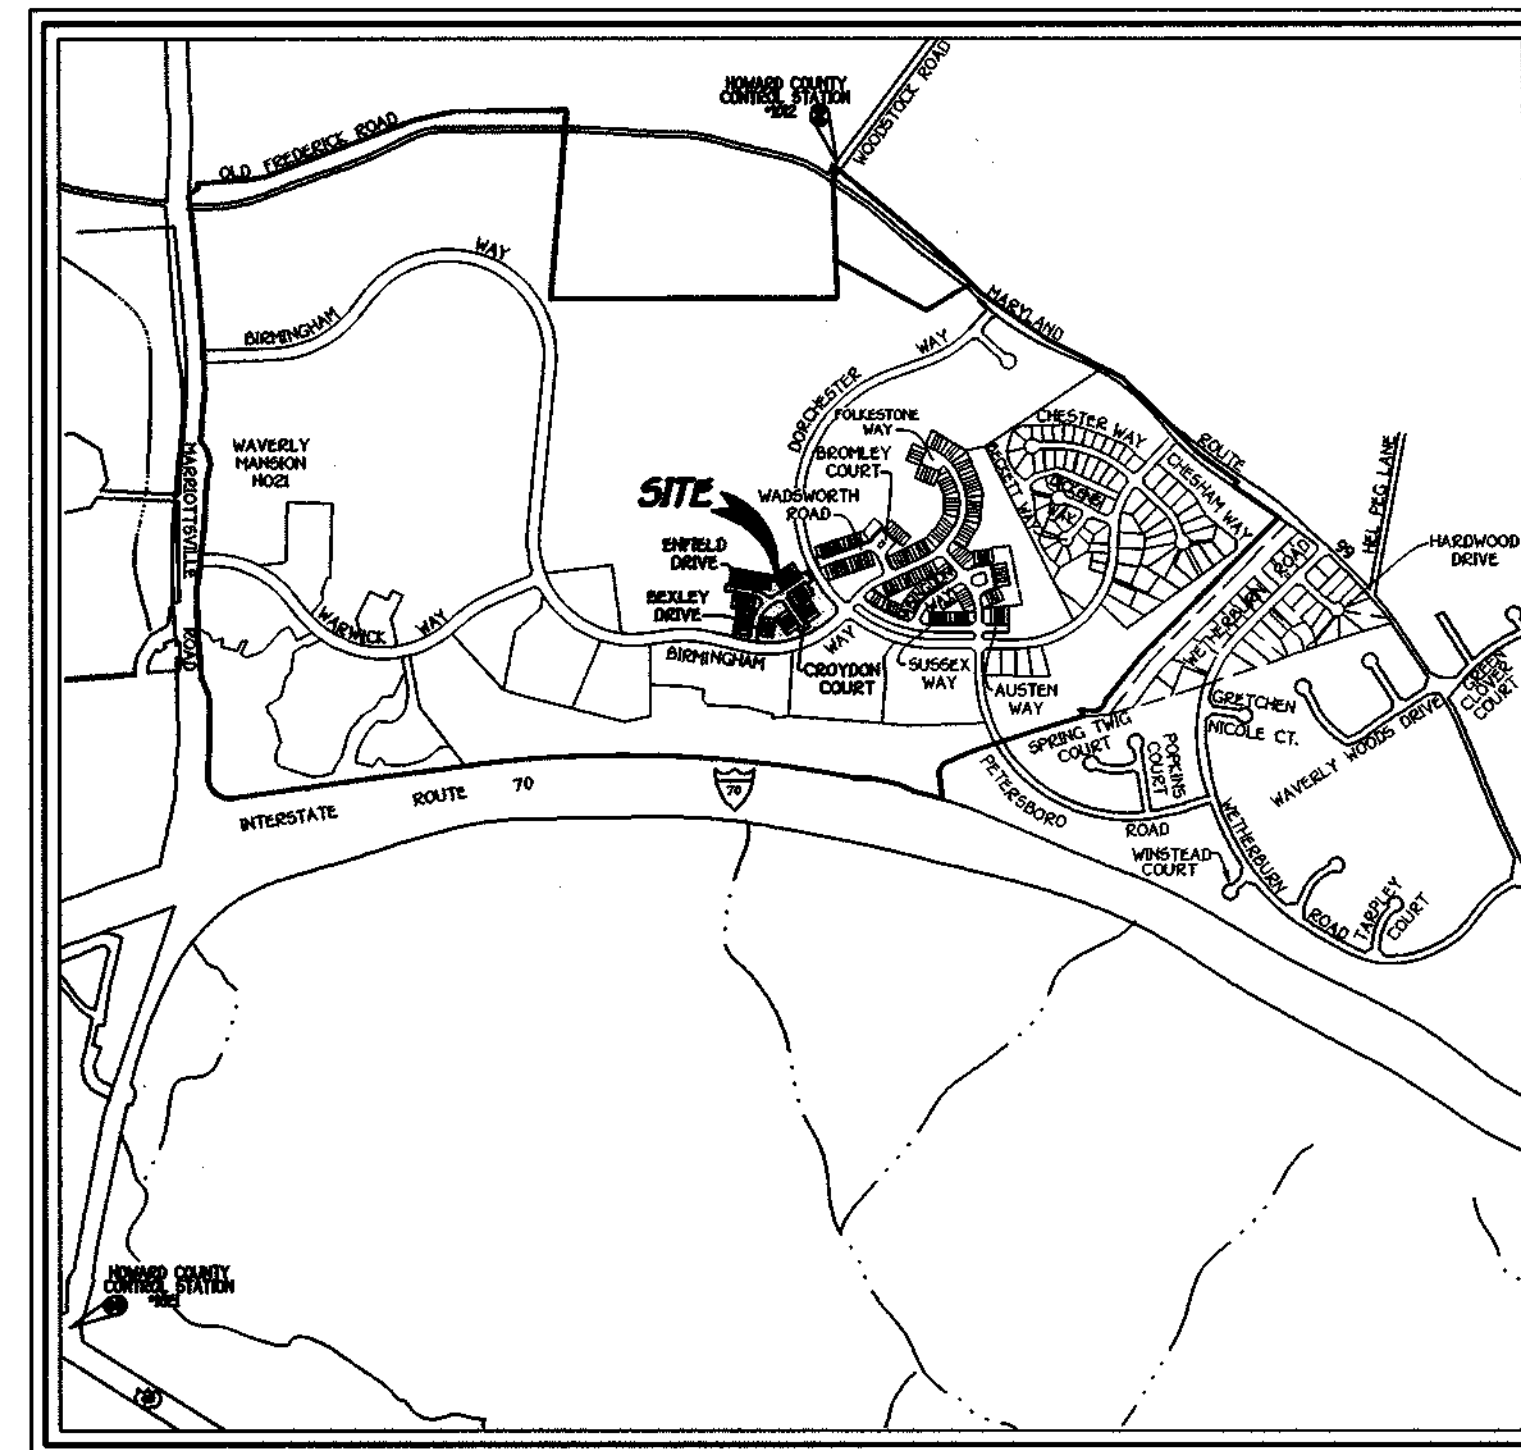 HOWARD COUNTY
CONTROL STATION
WOODSTOCK ROAD
OLD FREDERICK ROAD
WAY
BIRMINGHAM
MARYLAND
WAY
DORCHESTER
FOLKESTONE
WAY
CHESTER WAY
ROUTE
BROMLEY
COURT
BECKETT WAY
CHESHAM WAY
WAVERLY
MANSION
HO21
MARIOTTSVILLE
ROAD
SITE
WADSWORTH
ROAD
WAY
HEL PEG LANE
99
HARDWOOD
DRIVE
ENFIELD
DRIVE
BEXLEY
DRIVE
WAY
WETHERBURN ROAD
WARWICK WAY
BIRMINGHAM
WAY
CROYDON
COURT
SUSSEX
WAY
AUSTEN
WAY
GREEN
CLOVER
COURT
GRETCHEN
NICOLE CT.
SPRING TWIG
COURT
POPKINS
COURT
WAVERLY WOODS DRIVE
INTERSTATE ROUTE 70
70
PETERSBORO
ROAD
WINSTEAD
COURT
WETHERBURN
ROAD
TARPLEY
COURT
HOWARD COUNTY
CONTROL STATION